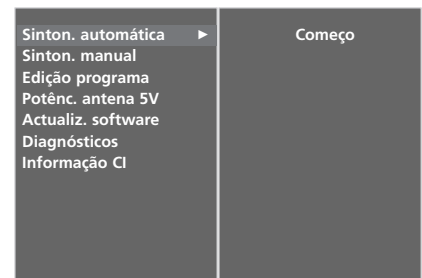 Sinton. automática ► Começo
Sinton. manual
Edição programa
Potênc. antena 5V
Actualiz. software
Diagnósticos
Informação CI